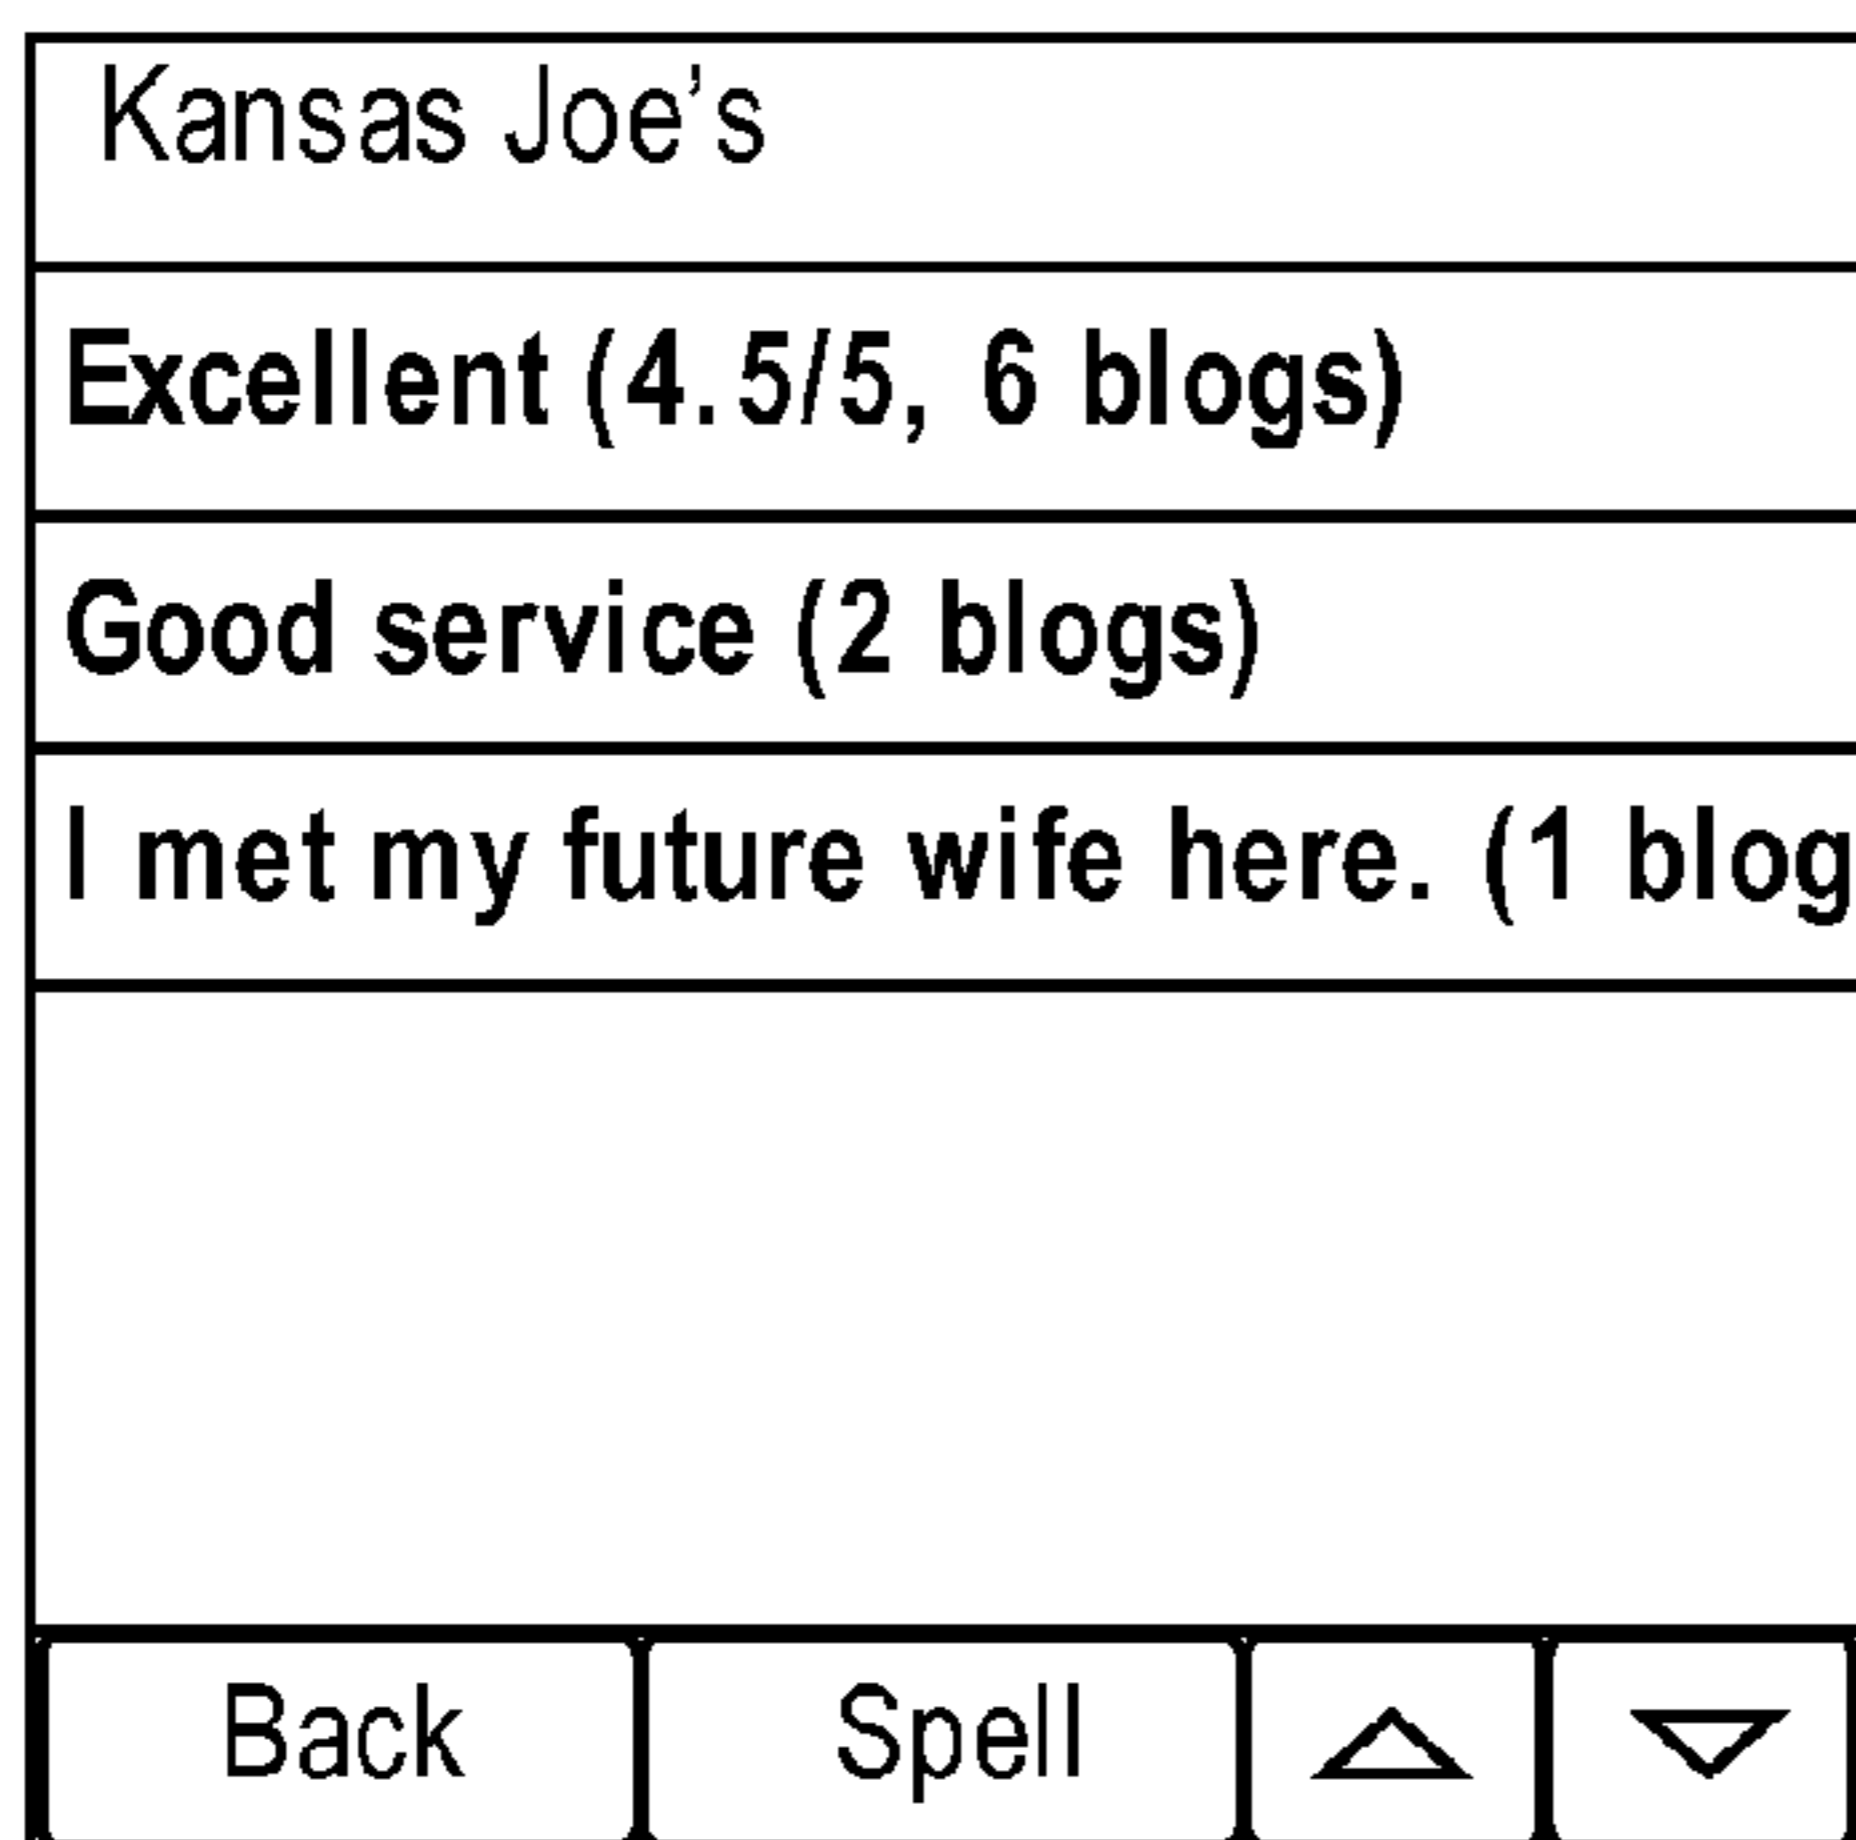 Kansas Joe’s
Excellent (4.5/5, 6 blogs)
Good service (2 blogs)
I met my future wife here. (1 blog
Back Spell